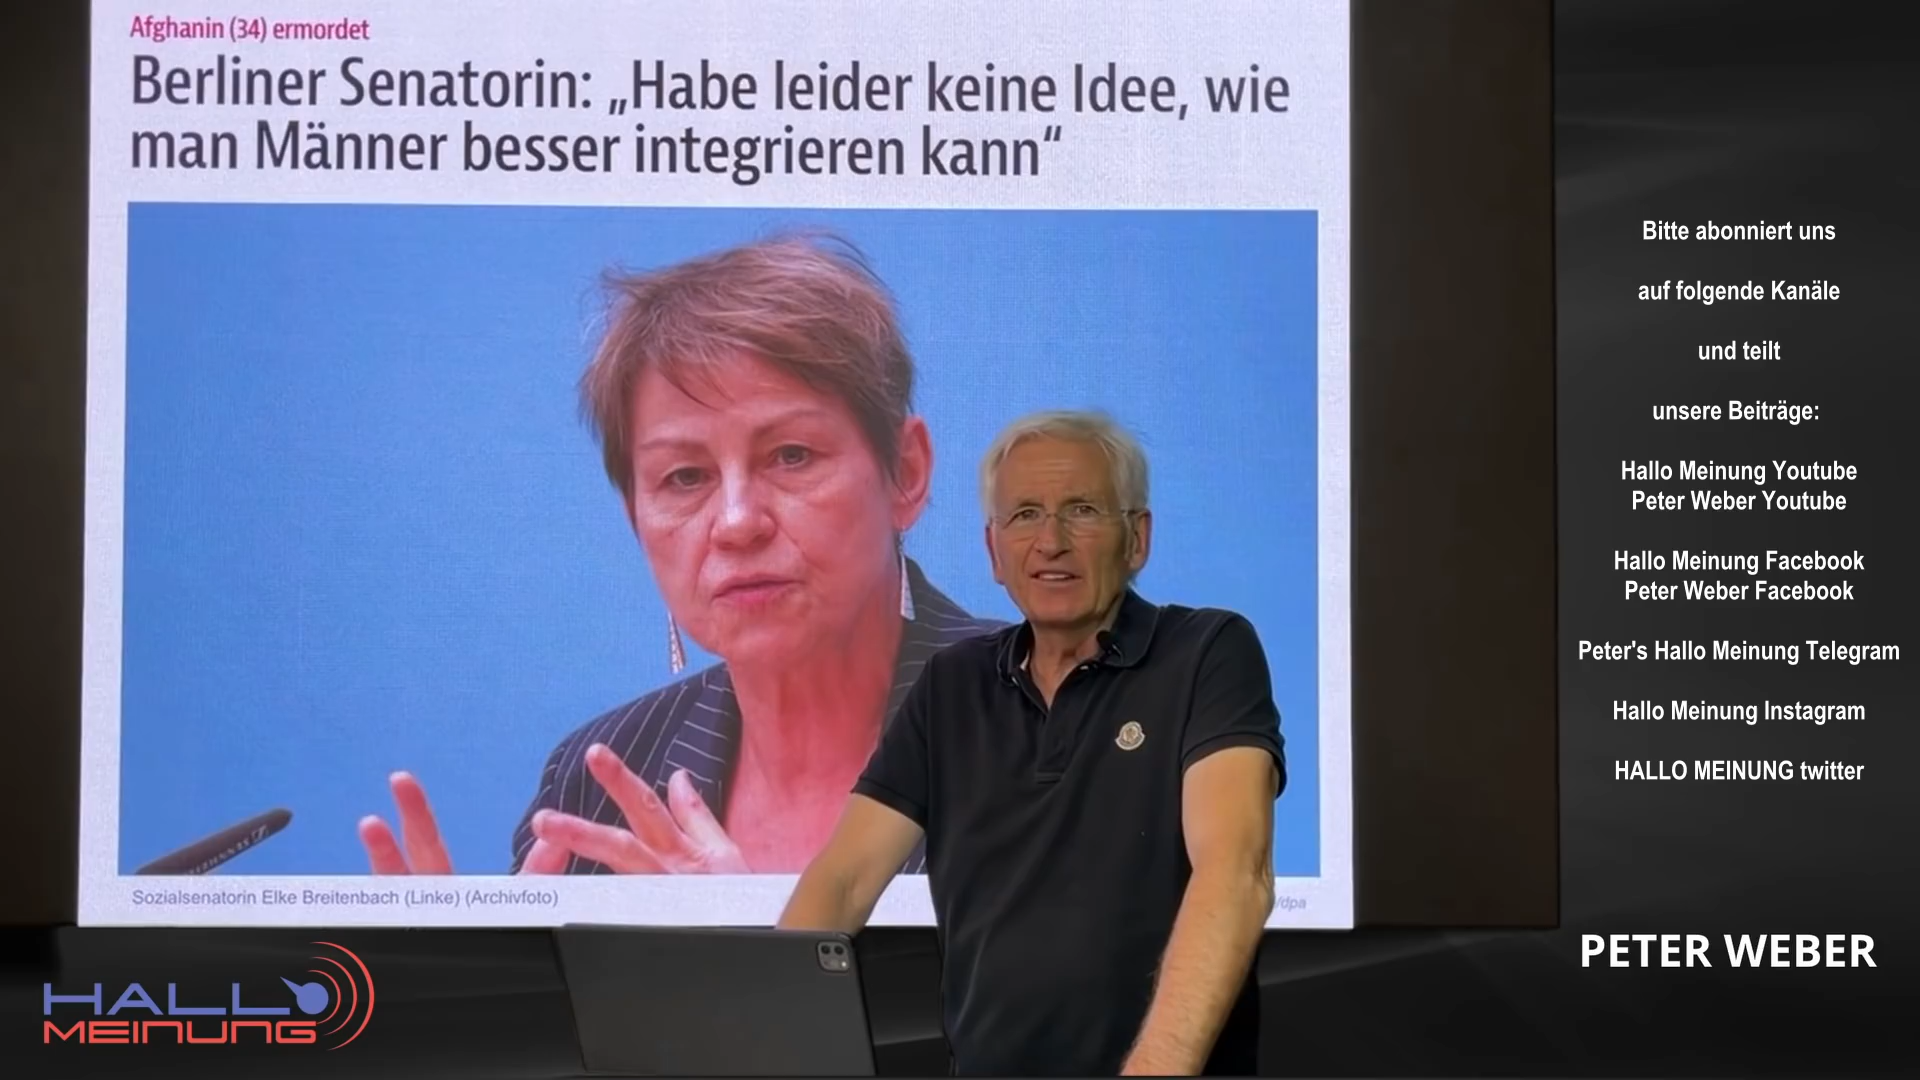 Afghanin (34) ermordet
Berliner Senatorin: „Habe leider keine Idee, wie
man Männer besser integrieren kann“
Sozialsenatorin Elke Breitenbach (Linke) (Archivfoto)
/dpa
Bitte abonniert uns
auf folgende Kanäle
und teilt
unsere Beiträge:
Hallo Meinung Youtube
Peter Weber Youtube
Hallo Meinung Facebook
Peter Weber Facebook
Peter's Hallo Meinung Telegram
Hallo Meinung Instagram
HALLO MEINUNG twitter
PETER WEBER
HALLO
MEINUNG